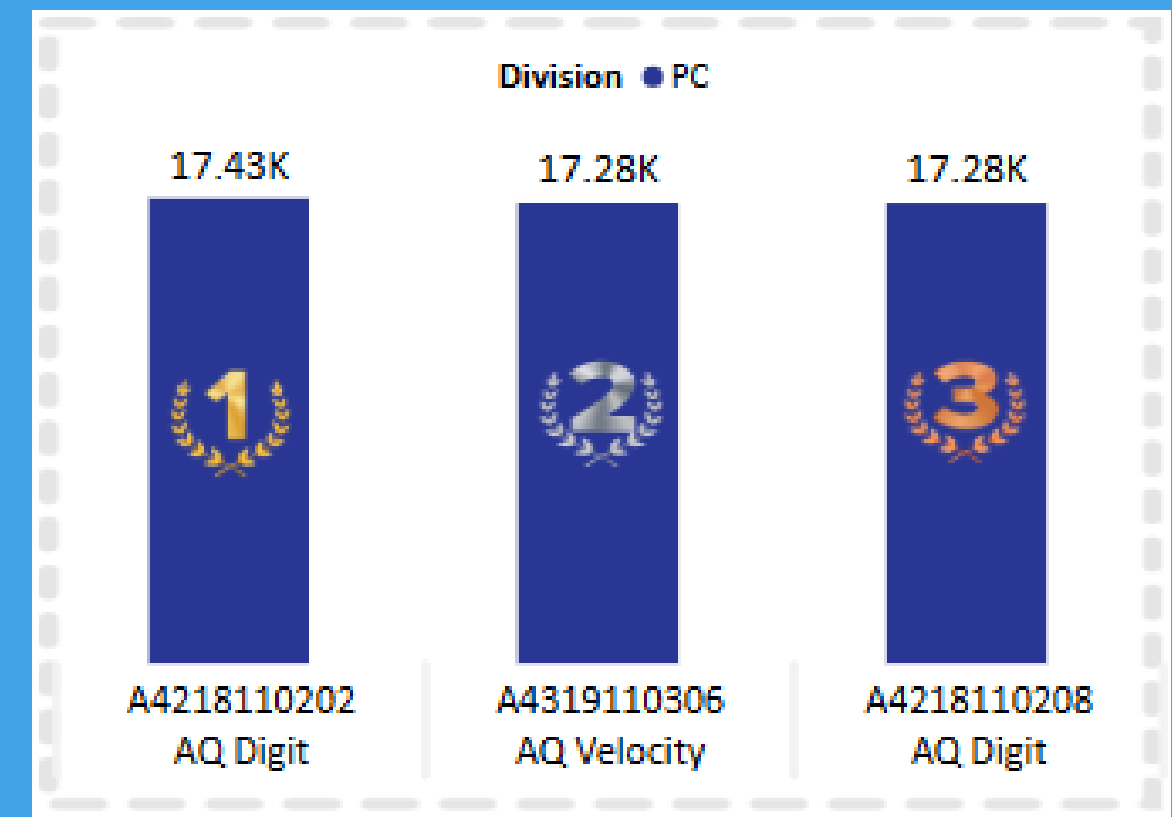 Division PC
17.43K 17.28K 17.28K
1 2 3
A4218110202 A4319110306 A4218110208
AQ Digit AQ Velocity AQ Digit